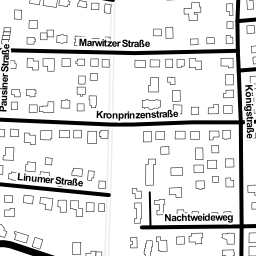 Marwitzer Straße
Pausiner Straße
Königstraße
Kronprinzenstraße
Linumer Straße
Nachtweideweg